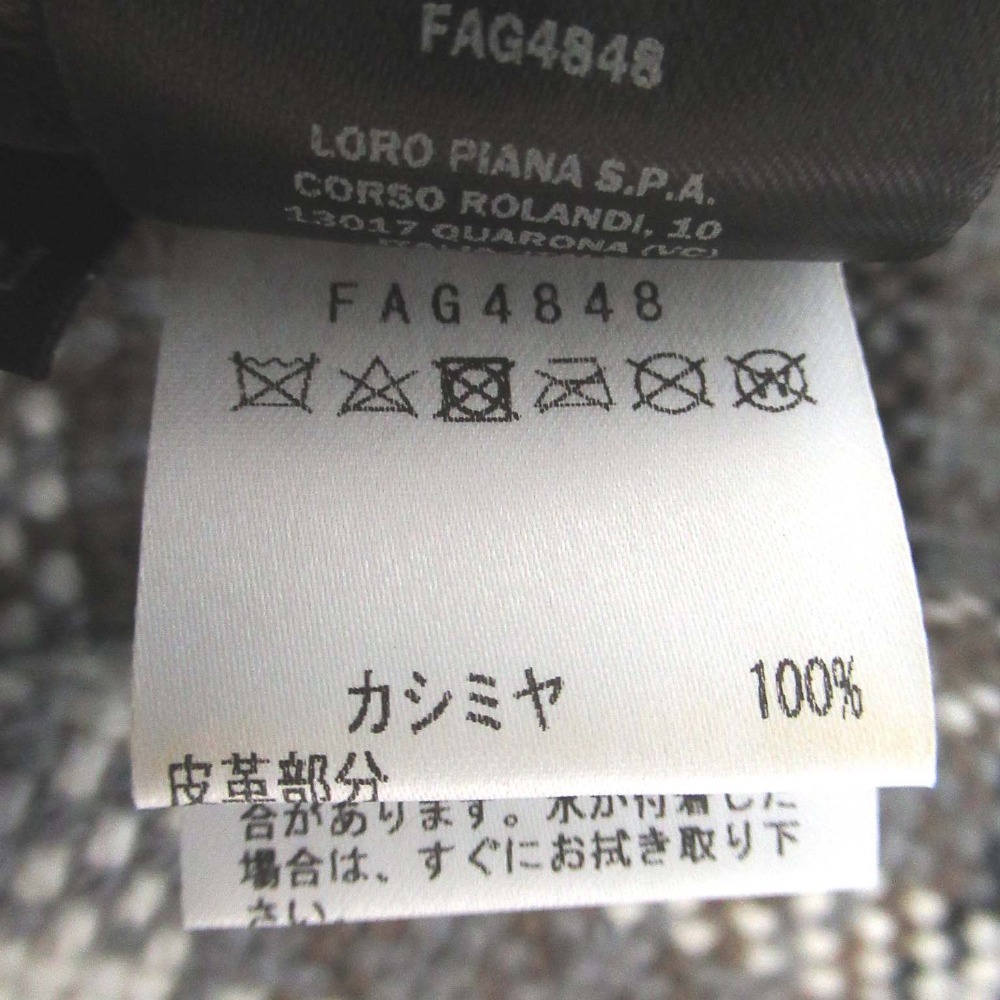 FAG4848
LORO PIANA S.P.A.
CORSO ROLANDI, 10
13017 QUARONA (VC)
FAG4848
カシミヤ 100%
皮革部分
合があります。水が付着した
場合は、すぐにお拭き取り下
さい。